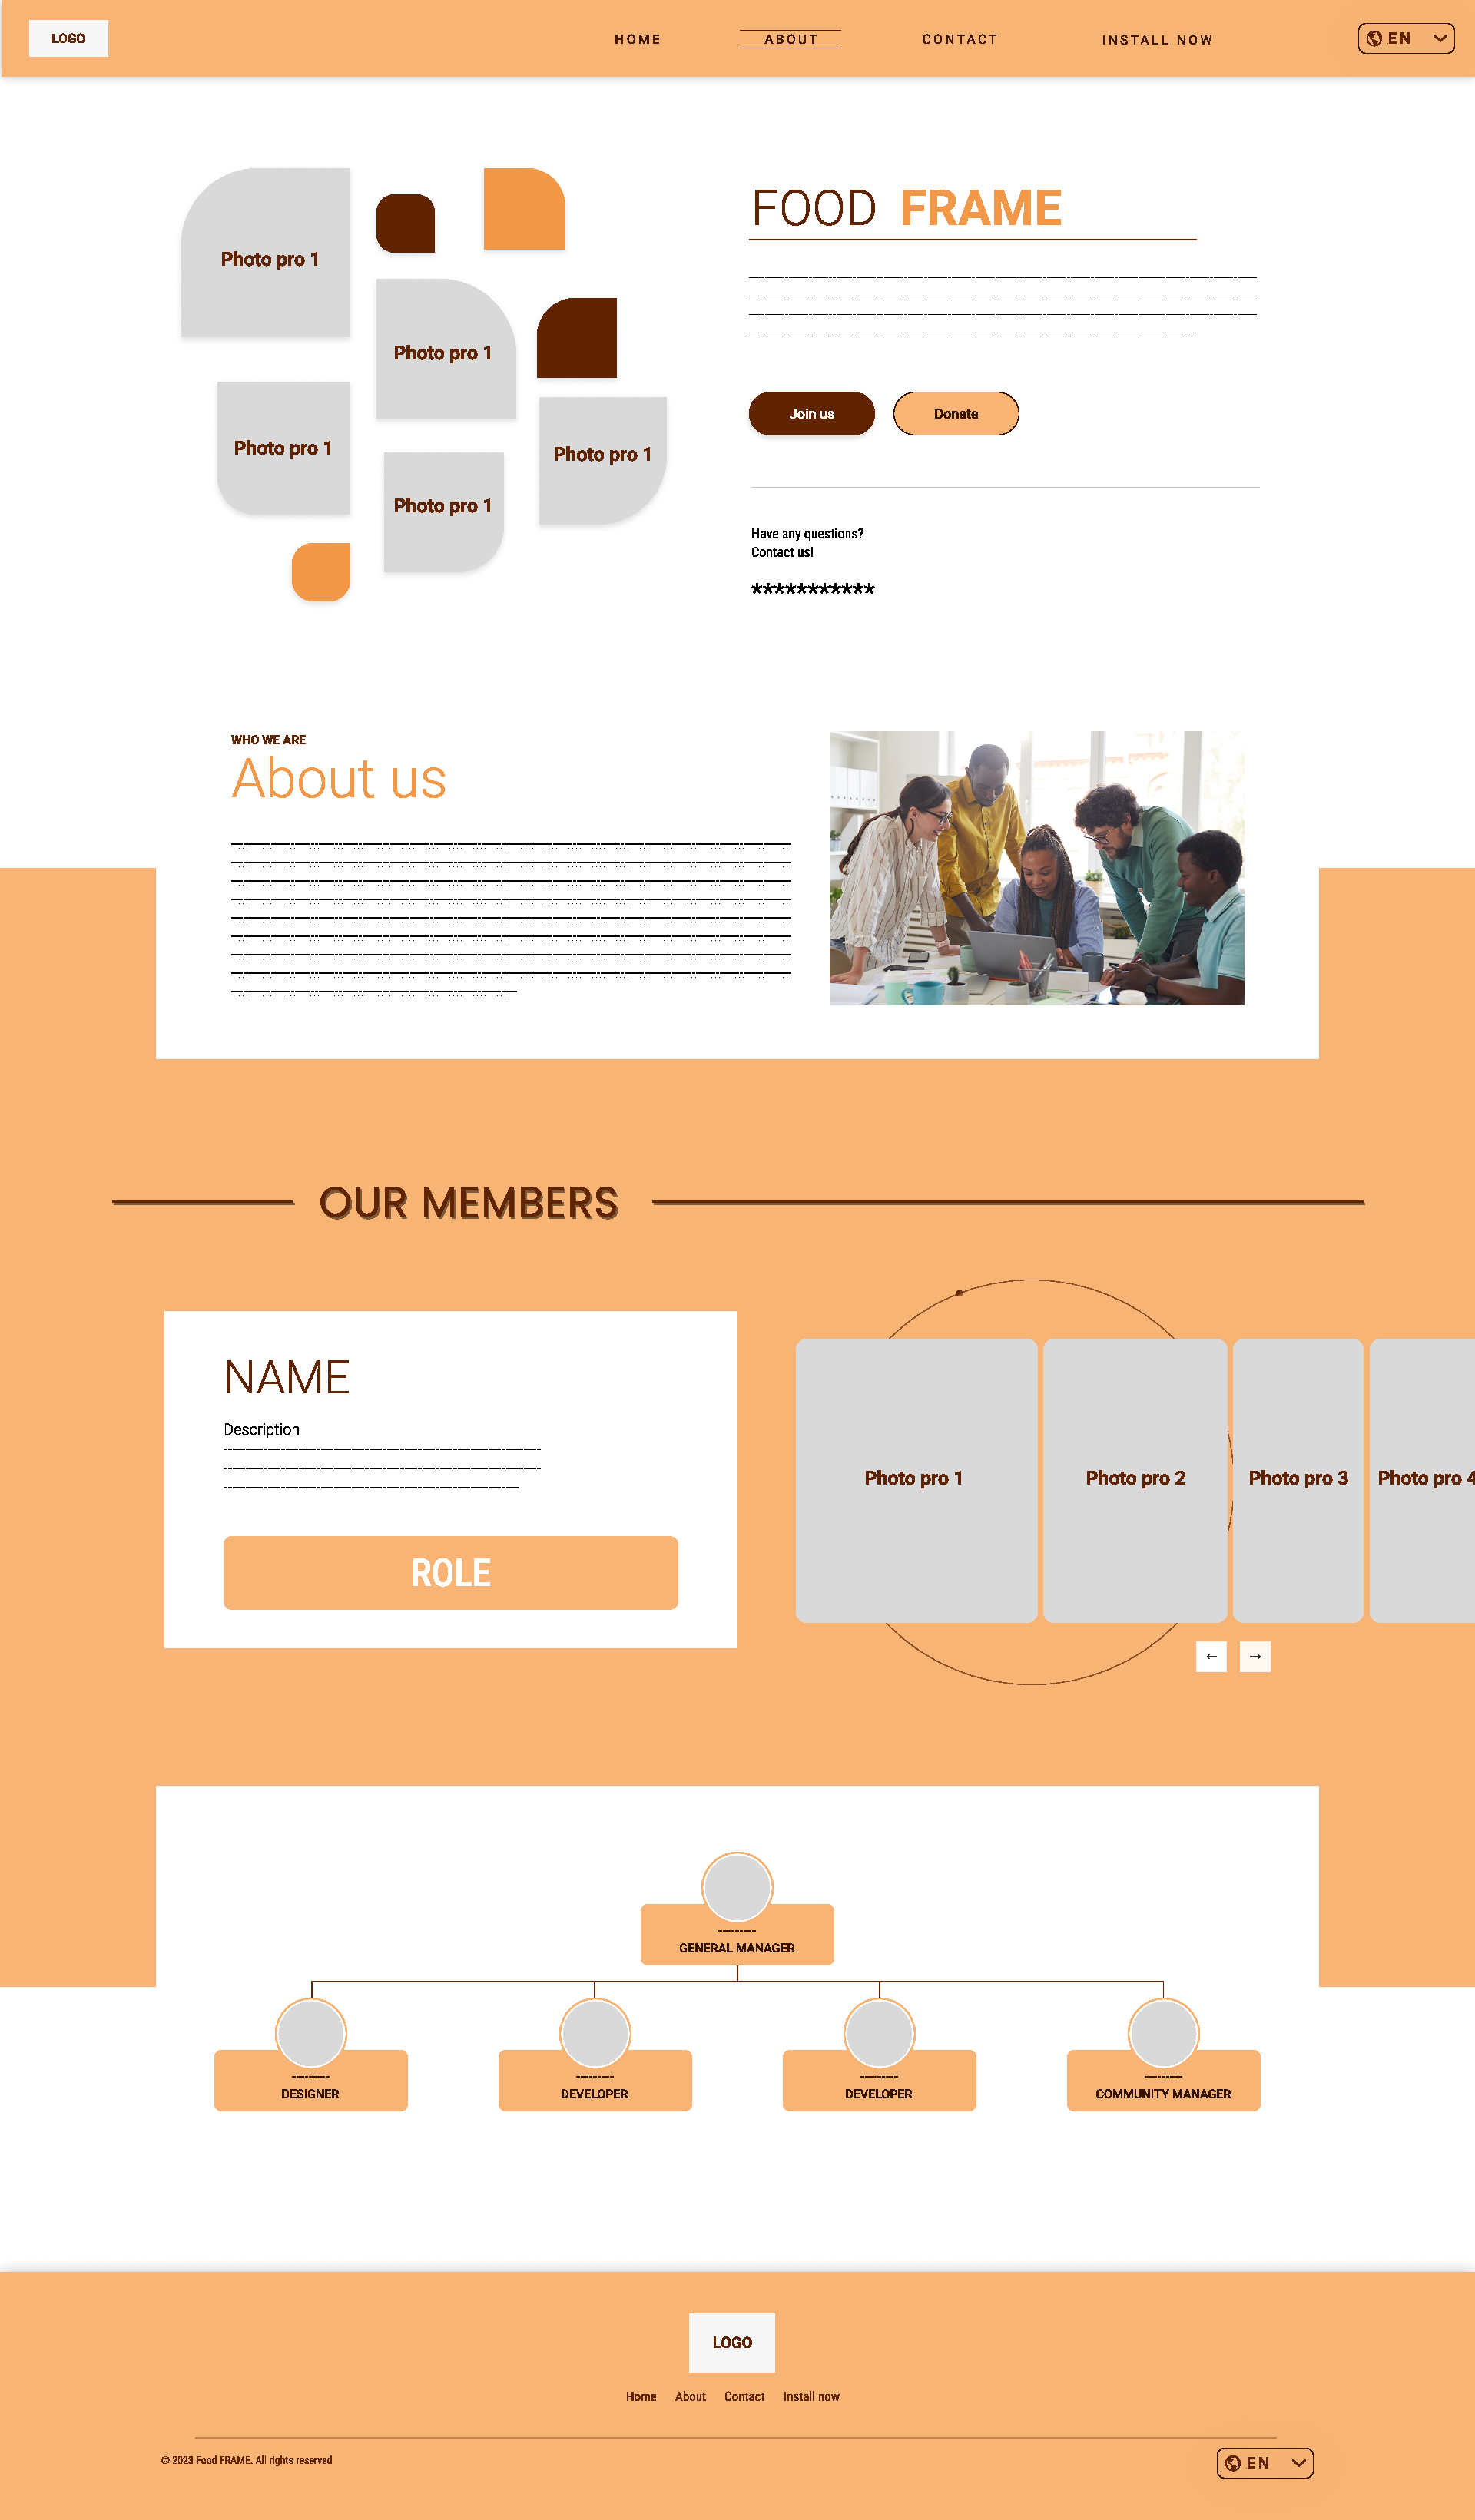 LOGO
HOME
ABOUT
CONTACT
INSTALL NOW
EN
Photo pro 1
Photo pro 1
Photo pro 1
Photo pro 1
Photo pro 1
FOOD FRAME
Join us
Donate
Have any questions?
Contact us!
***********
WHO WE ARE
About us
OUR MEMBERS
NAME
Description
ROLE
Photo pro 1
Photo pro 2
Photo pro 3
Photo pro 4
GENERAL MANAGER
DESIGNER
DEVELOPER
DEVELOPER
COMMUNITY MANAGER
LOGO
Home
About
Contact
Install now
© 2023 Food FRAME. All rights reserved
EN